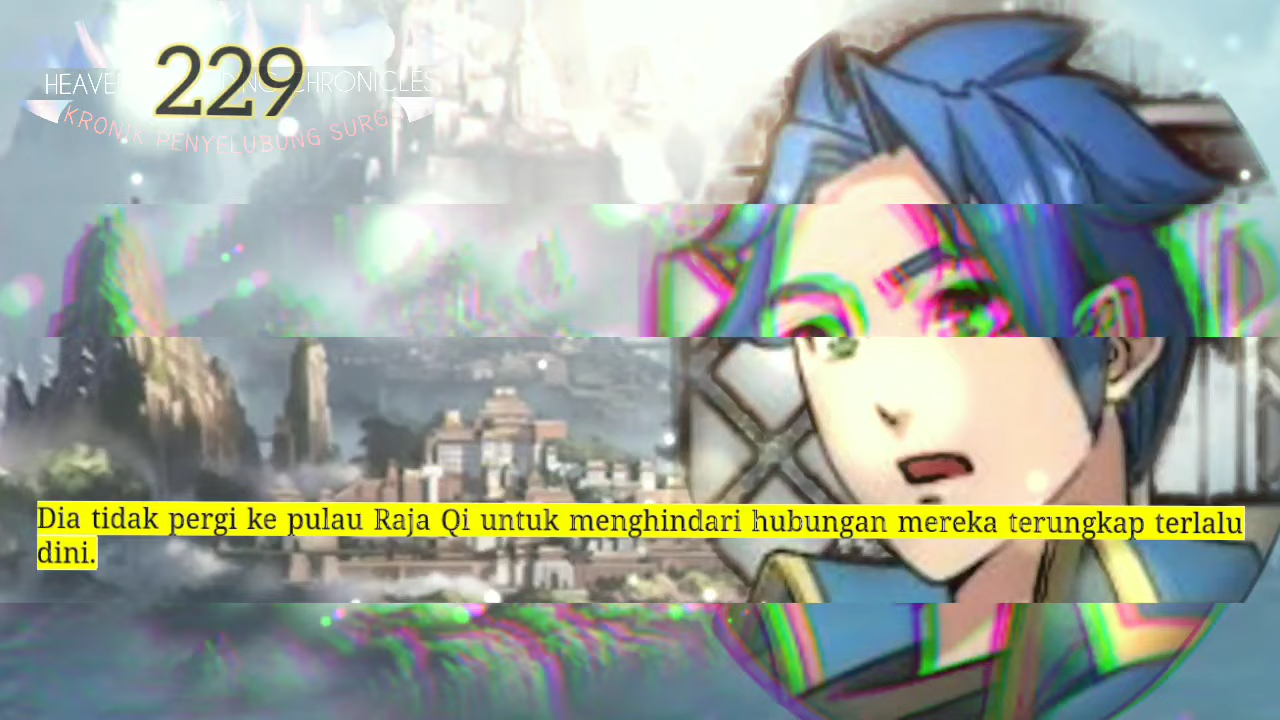 229
HEAVE CHRONICLES
KRONIK PENYELUBUNG SURGA
Dia tidak pergi ke pulau Raja Qi untuk menghindari hubungan mereka terungkap terlalu
dini.